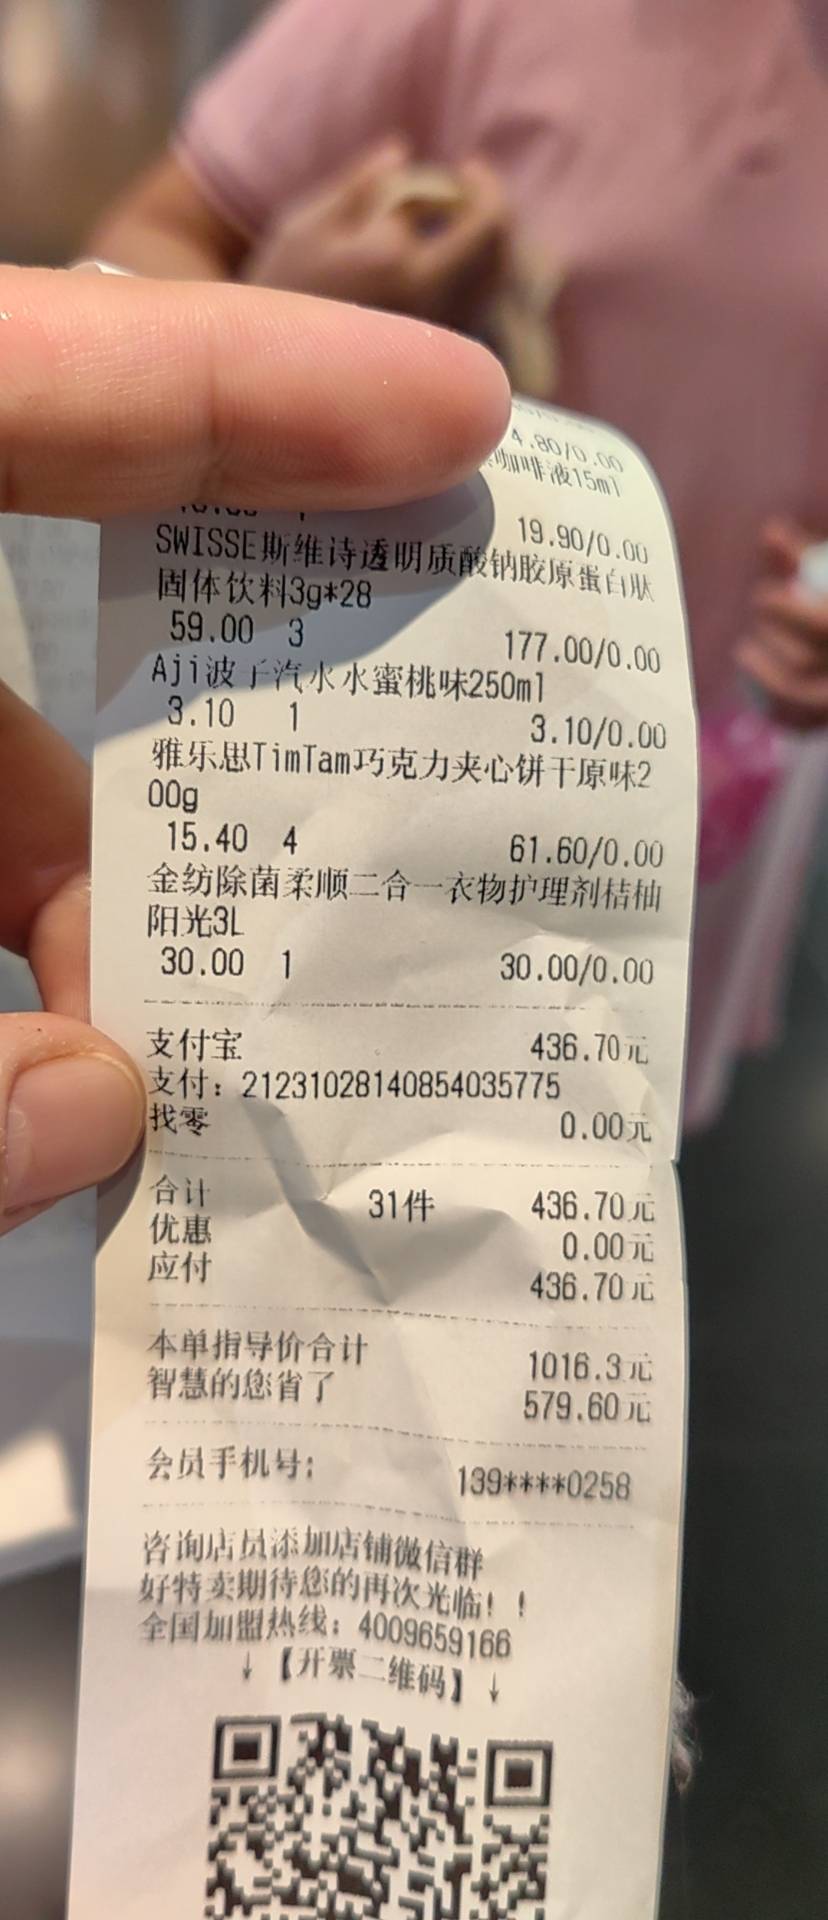 4.80/0.00
咖啡液15ml
19.90/0.00
SWISSE斯维诗透明质酸钠胶原蛋白肽
固体饮料3g*28
59.00 3 177.00/0.00
Aji波子汽水水蜜桃味250ml
3.10 1 3.10/0.00
雅乐思TimTam巧克力夹心饼干原味2
00g
15.40 4 61.60/0.00
金纺除菌柔顺二合一衣物护理剂桔柚
阳光3L
30.00 1 30.00/0.00
支付宝 436.70元
支付：21231028140854035775
找零 0.00元
合计 31件 436.70元
优惠 0.00元
应付 436.70元
本单指导价合计 1016.3元
智慧的您省了 579.60元
会员手机号: 139****0258
咨询店员添加店铺微信群
好特卖期待您的再次光临！！
全国加盟热线：4009659166
↓【开票二维码】↓